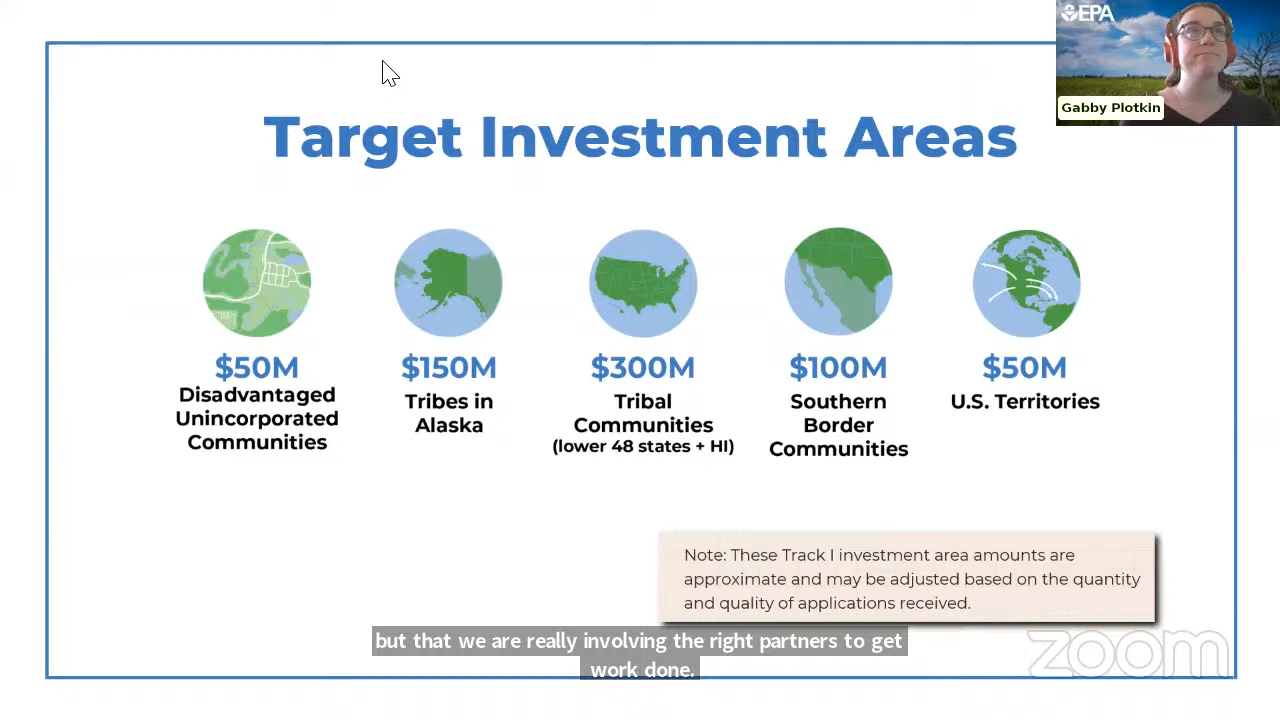 EPA
Gabby Plotkin
Target Investment Areas
$50M
Disadvantaged
Unincorporated
Communities
$150M
Tribes in
Alaska
$300M
Tribal
Communities
(lower 48 states + HI)
$100M
Southern
Border
Communities
$50M
U.S. Territories
Note: These Track I investment area amounts are
approximate and may be adjusted based on the quantity
and quality of applications received.
but that we are really involving the right partners to get
work done.
zoom